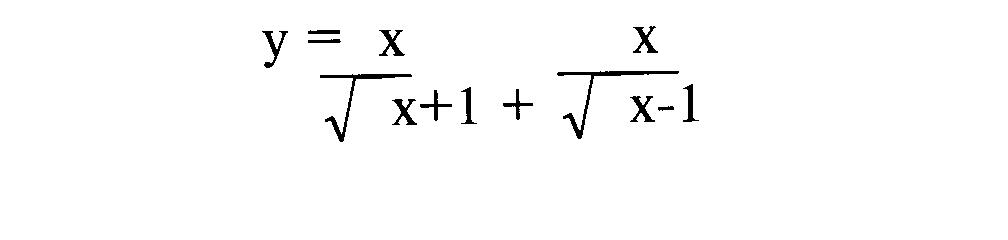 y = x x
√ x+1 + √ x-1